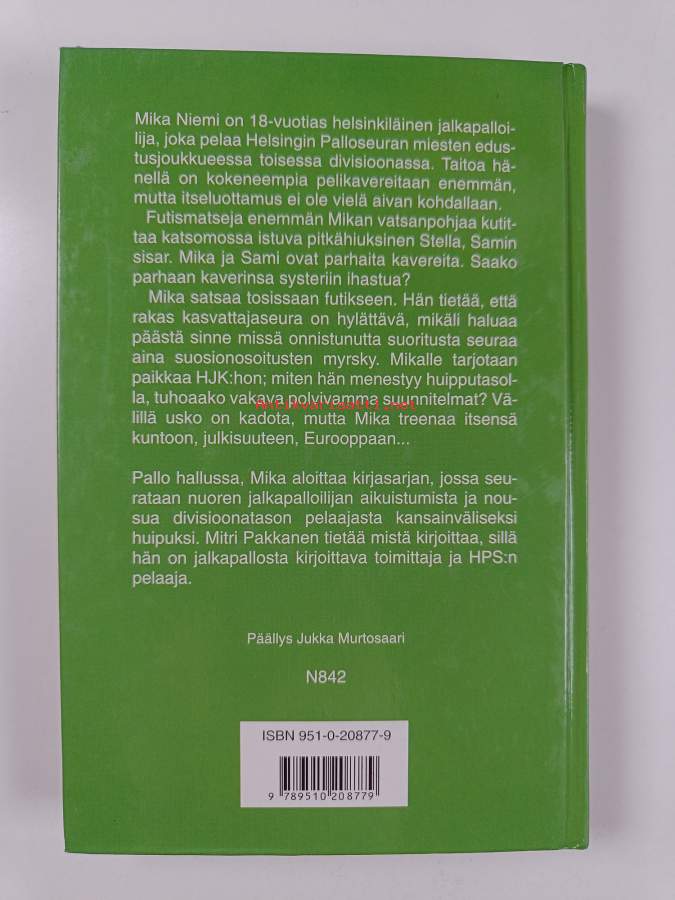 Mika Niemi on 18-vuotias helsinkiläinen jalkapalloi-
lija, joka pelaa Helsingin Palloseuran miesten edus-
tusjoukkueessa toisessa divisioonassa. Taitoa hä-
nellä on kokeneempia pelikavereitaan enemmän,
mutta itseluottamus ei ole vielä aivan kohdallaan.
Futismatseja enemmän Mikan vatsanpohjaa kutit-
taa katsomossa istuva pitkähiuksinen Stella, Samin
sisar. Mika ja Sami ovat parhaita kavereita. Saako
parhaan kaverinsa systeriin ihastua?
Mika satsaa tosissaan futikseen. Hän tietää, että
rakas kasvattajaseura on hylättävä, mikäli haluaa
päästä sinne missä onnistunutta suoritusta seuraa
aina suosionosoitusten myrsky. Mikalle tarjotaan
paikkaa HJK:hon; miten hän menestyy huipputasol-
la, tuhoaako vakava polvivamma suunnitelmat? Vä-
Antikvariaatti.net
lillä usko on kadota, mutta Mika treenaa itsensä
kuntoon, julkisuuteen, Eurooppaan...
Pallo hallussa, Mika aloittaa kirjasarjan, jossa seu-
rataan nuoren jalkapalloilijan aikuistumista ja nou-
sua divisioonatason pelaajasta kansainväliseksi
huipuksi. Mitri Pakkanen tietää mistä kirjoittaa, sillä
hän on jalkapallosta kirjoittava toimittaja ja HPS:n
pelaaja.
Päällys Jukka Murtosaari
N842
ISBN 951-0-20877-9
9 789510 208779